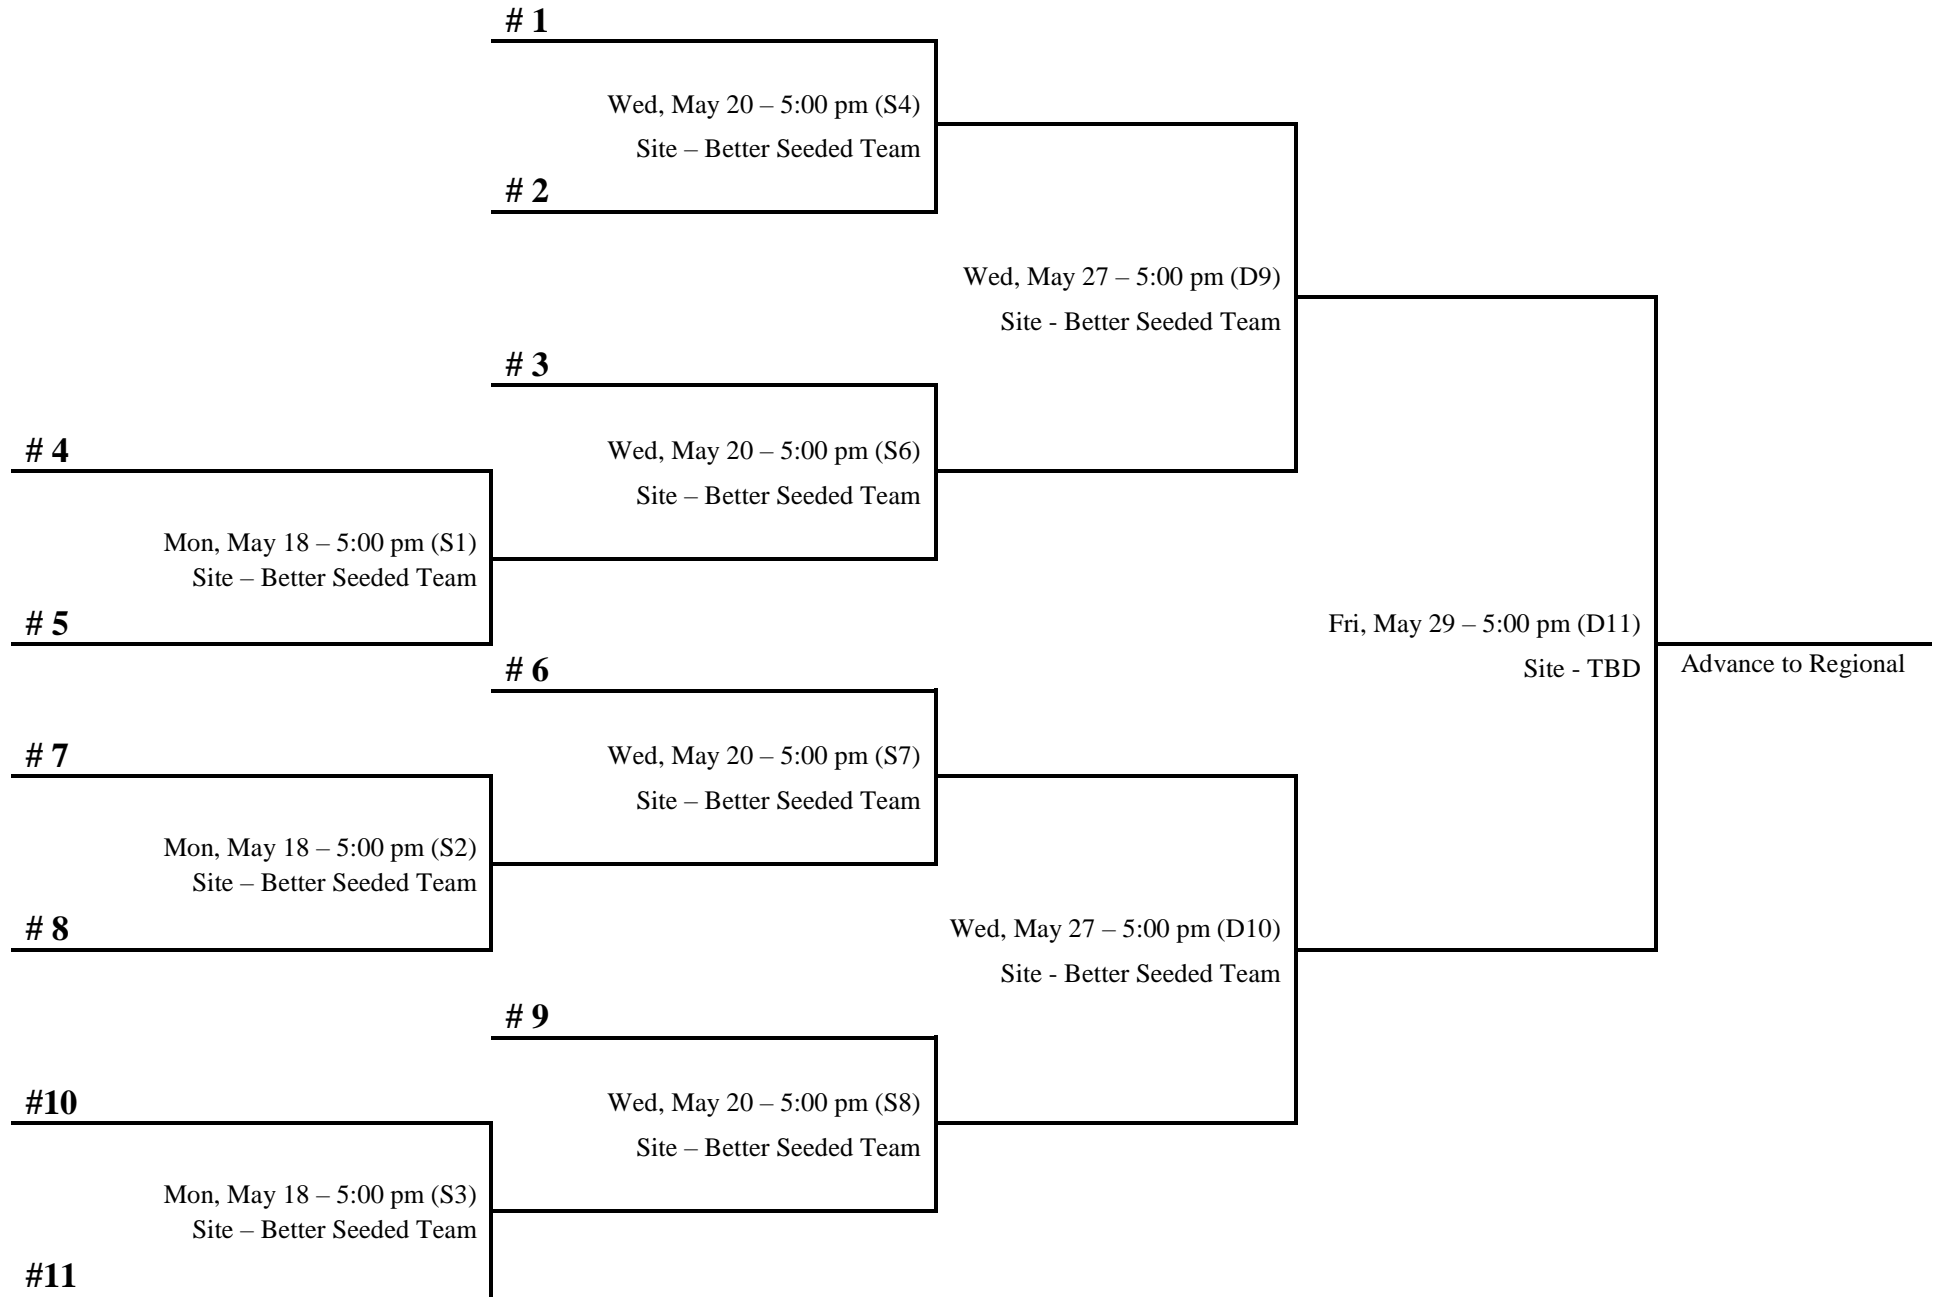 # 1
Wed, May 20 – 5:00 pm (S4)
Site – Better Seeded Team
# 2
Wed, May 27 – 5:00 pm (D9)
Site - Better Seeded Team
# 3
# 4
Wed, May 20 – 5:00 pm (S6)
Site – Better Seeded Team
Mon, May 18 – 5:00 pm (S1)
Site – Better Seeded Team
# 5
Fri, May 29 – 5:00 pm (D11)
Site - TBD
Advance to Regional
# 6
# 7
Wed, May 20 – 5:00 pm (S7)
Site – Better Seeded Team
Mon, May 18 – 5:00 pm (S2)
Site – Better Seeded Team
# 8
Wed, May 27 – 5:00 pm (D10)
Site - Better Seeded Team
# 9
#10
Wed, May 20 – 5:00 pm (S8)
Site – Better Seeded Team
Mon, May 18 – 5:00 pm (S3)
Site – Better Seeded Team
#11